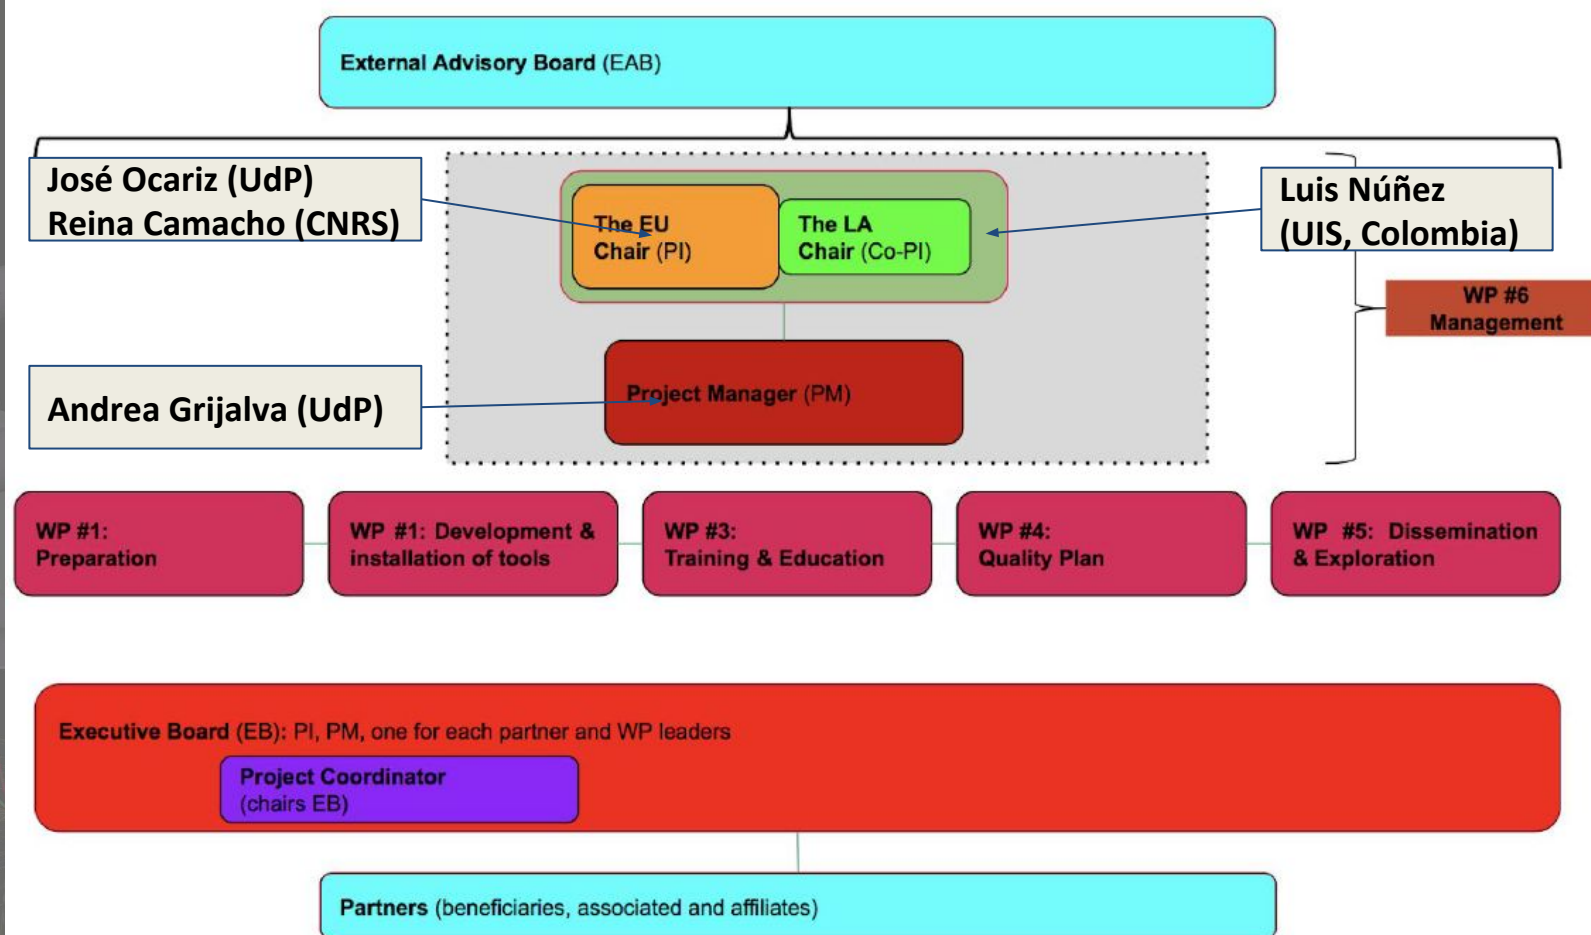 External Advisory Board (EAB)
José Ocariz (UdP)
Reina Camacho (CNRS)
The EU
Chair (PI)
The LA
Chair (Co-PI)
Luis Núñez
(UIS, Colombia)
WP #6
Management
Andrea Grijalva (UdP)
Project Manager (PM)
WP #1:
Preparation
WP #1: Development &
installation of tools
WP #3:
Training & Education
WP #4:
Quality Plan
WP #5: Dissemination
& Exploration
Executive Board (EB): PI, PM, one for each partner and WP leaders
Project Coordinator
(chairs EB)
Partners (beneficiaries, associated and affiliates)